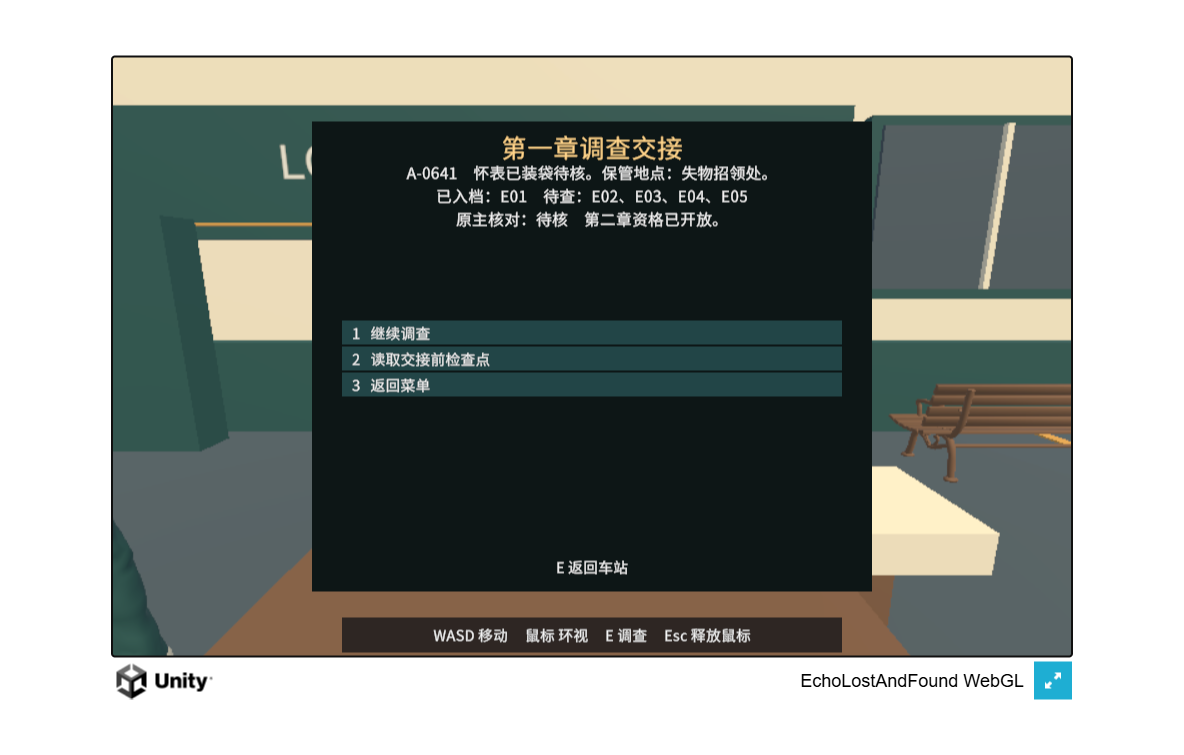 LO
第一章调查交接
A-0641 怀表已装袋待核。保管地点：失物招领处。
已入档：E01 待查：E02、E03、E04、E05
原主核对：待核 第二章资格已开放。
1 继续调查
2 读取交接前检查点
3 返回菜单
E 返回车站
WASD 移动 鼠标 环视 E 调查 Esc 释放鼠标
Unity
EchoLostAndFound WebGL